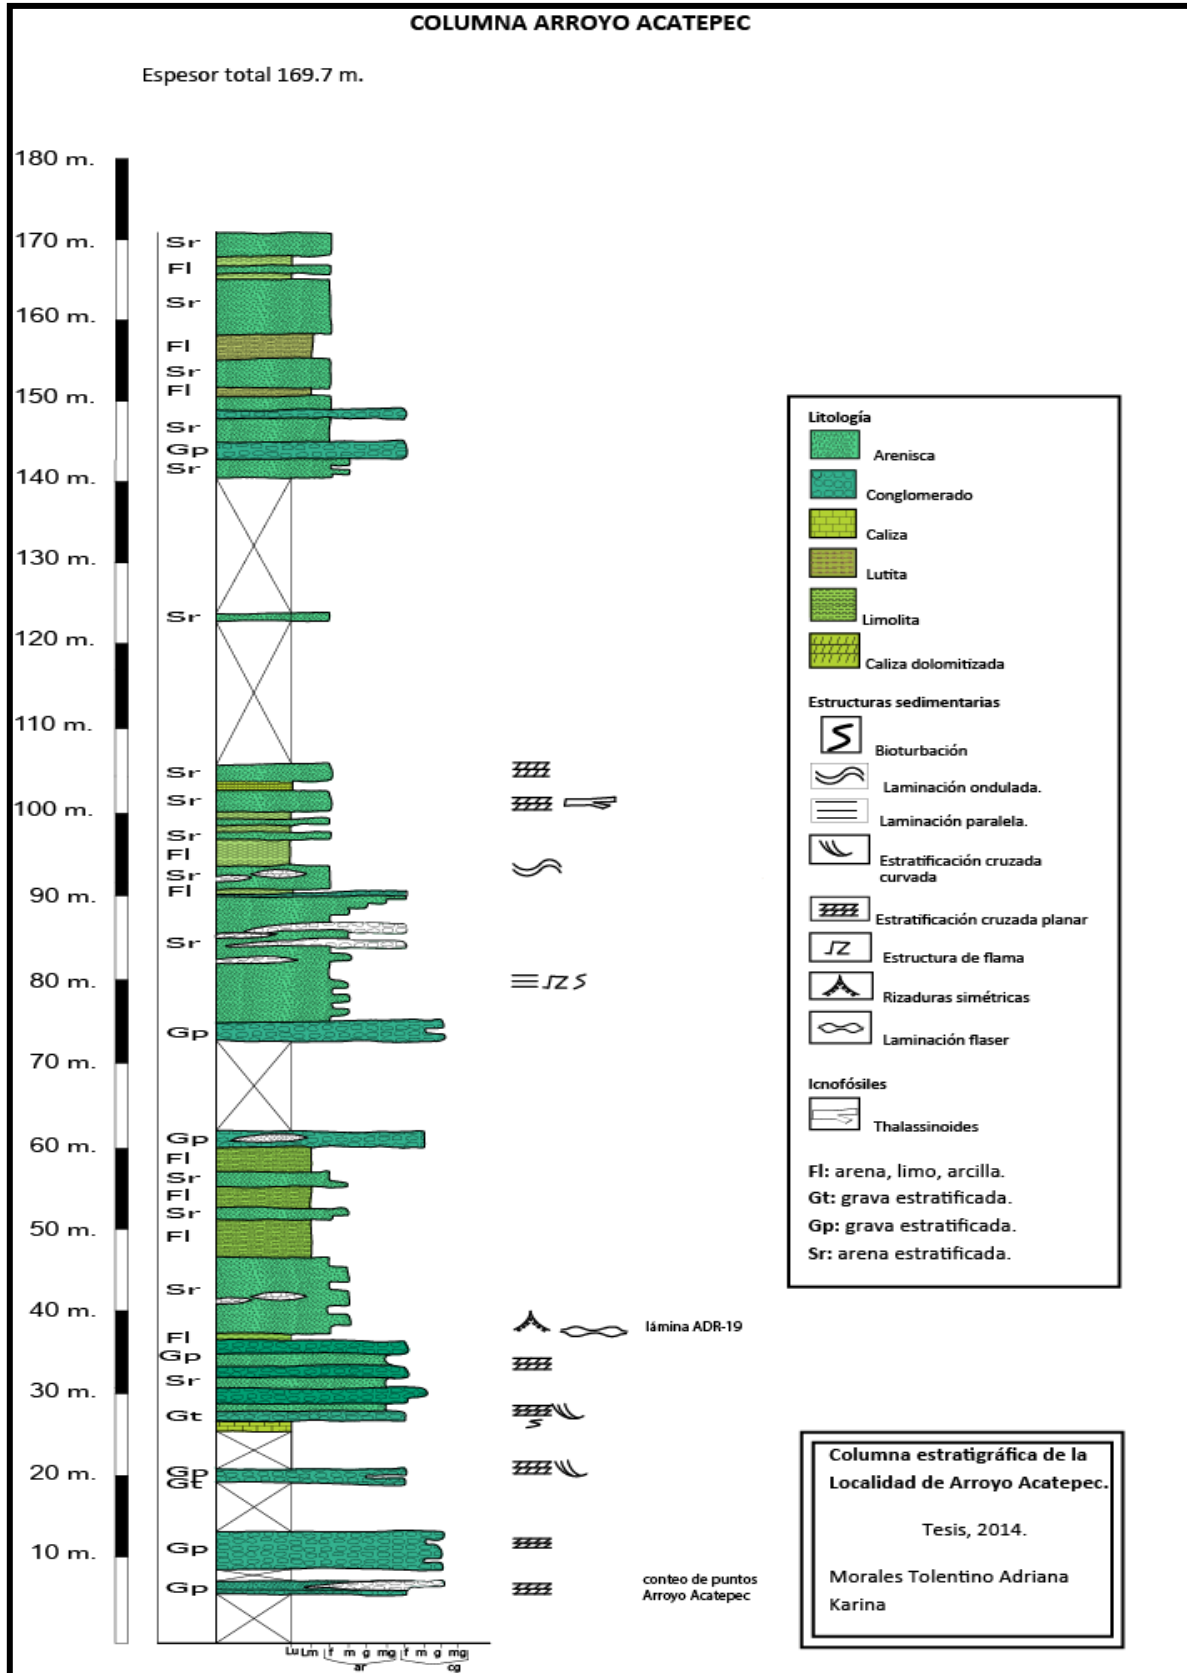 COLUMNA ARROYO ACATEPEC
Espesor total 169.7 m.
180 m.
170 m.
160 m.
150 m.
140 m.
130 m.
120 m.
110 m.
100 m.
90 m.
80 m.
70 m.
60 m.
50 m.
40 m.
30 m.
20 m.
10 m.
Sr
Fl
Sr
Fl
Sr
Fl
Sr
Gp
Sr
Sr
Sr
Sr
Sr
Fl
Sr
Fl
Sr
Gp
Gp
Fl
Sr
Fl
Sr
Fl
Sr
Fl
Gp
Sr
Gt
Gp
Gt
Gp
Gp
lámina ADR-19
conteo de puntos
Arroyo Acatepec
Lu Lm f m g mg f m g mg
ar cg
Litología
Arenisca
Conglomerado
Caliza
Lutita
Limolita
Caliza dolomitizada
Estructuras sedimentarias
Bioturbación
Laminación ondulada.
Laminación paralela.
Estratificación cruzada
curvada
Estratificación cruzada planar
Estructura de flama
Rizaduras simétricas
Laminación flaser
Icnofósiles
Thalassinoides
Fl: arena, limo, arcilla.
Gt: grava estratificada.
Gp: grava estratificada.
Sr: arena estratificada.
Columna estratigráfica de la
Localidad de Arroyo Acatepec.
Tesis, 2014.
Morales Tolentino Adriana
Karina